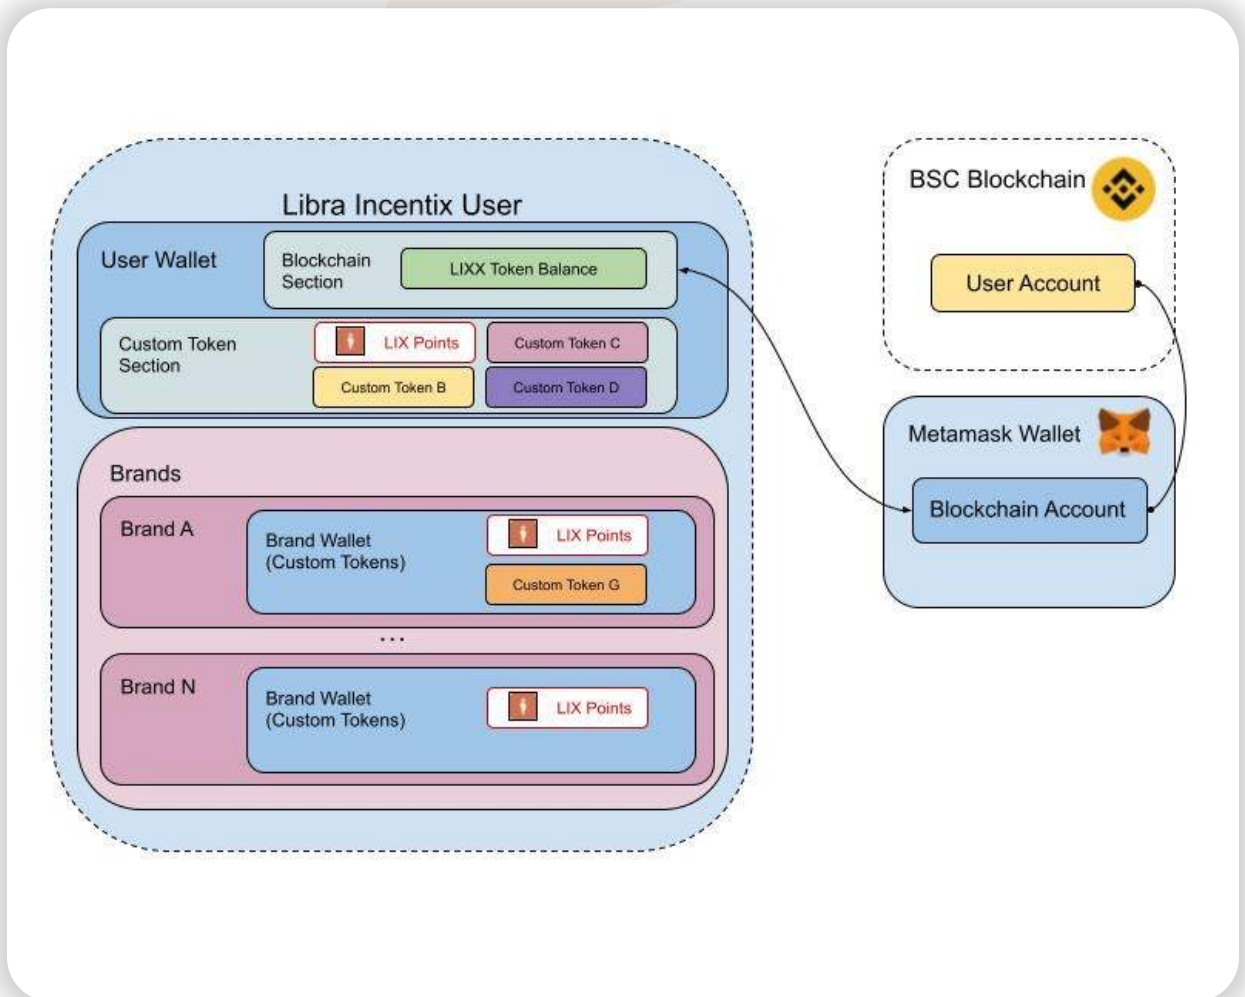 Libra Incentix User
User Wallet
Blockchain
Section
LIXX Token Balance
Custom Token
Section
LIX Points
Custom Token C
Custom Token B
Custom Token D
Brands
Brand A
Brand Wallet
(Custom Tokens)
LIX Points
Custom Token G
...
Brand N
Brand Wallet
(Custom Tokens)
LIX Points
BSC Blockchain
User Account
Metamask Wallet
Blockchain Account